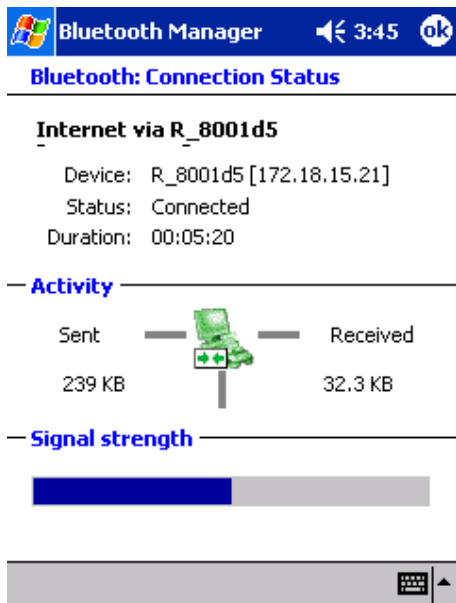 Bluetooth Manager 3:45 ok
Bluetooth: Connection Status
Internet via R_8001d5
Device: R_8001d5 [172.18.15.21]
Status: Connected
Duration: 00:05:20
Activity
Sent Received
239 KB 32.3 KB
Signal strength